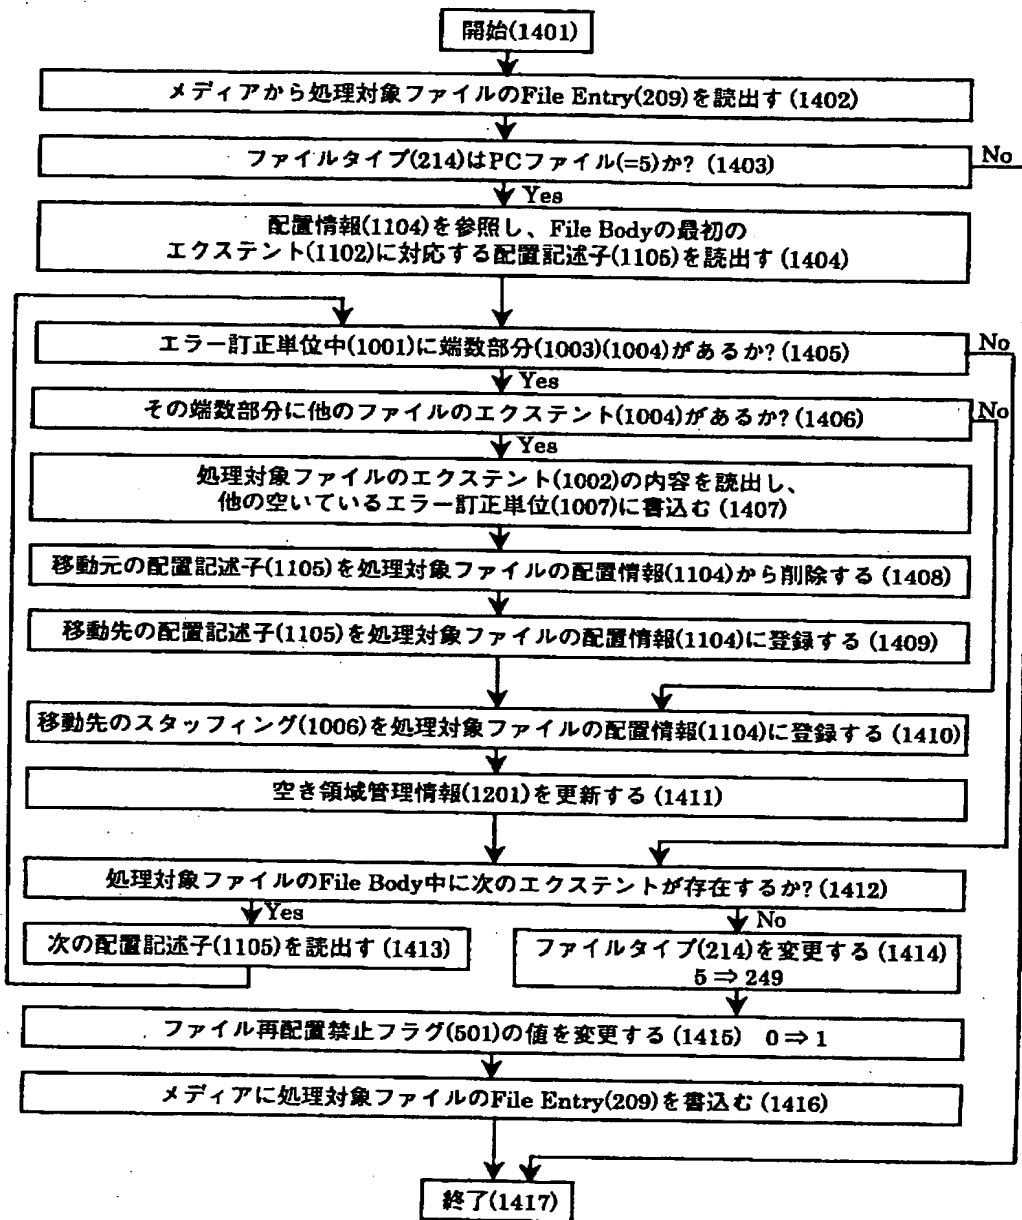 開始(1401)
メディアから処理対象ファイルのFile Entry(209)を読出す(1402)
ファイルタイプ(214)はPCファイル(=5)か? (1403)
No
Yes
配置情報(1104)を参照し、File Bodyの最初の
エクステント(1102)に対応する配置記述子(1105)を読出す(1404)
エラー訂正単位中(1001)に端数部分(1003)(1004)があるか? (1405)
No
Yes
その端数部分に他のファイルのエクステント(1004)があるか? (1406)
No
Yes
処理対象ファイルのエクステント(1002)の内容を読出し、
他の空いているエラー訂正単位(1007)に書込む(1407)
移動元の配置記述子(1105)を処理対象ファイルの配置情報(1104)から削除する(1408)
移動先の配置記述子(1105)を処理対象ファイルの配置情報(1104)に登録する(1409)
移動先のスタッフィング(1006)を処理対象ファイルの配置情報(1104)に登録する(1410)
空き領域管理情報(1201)を更新する(1411)
処理対象ファイルのFile Body中に次のエクステントが存在するか? (1412)
Yes
No
次の配置記述子(1105)を読出す(1413)
ファイルタイプ(214)を変更する(1414)
5⇒249
ファイル再配置禁止フラグ(501)の値を変更する(1415) 0⇒1
メディアに処理対象ファイルのFile Entry(209)を書込む(1416)
終了(1417)